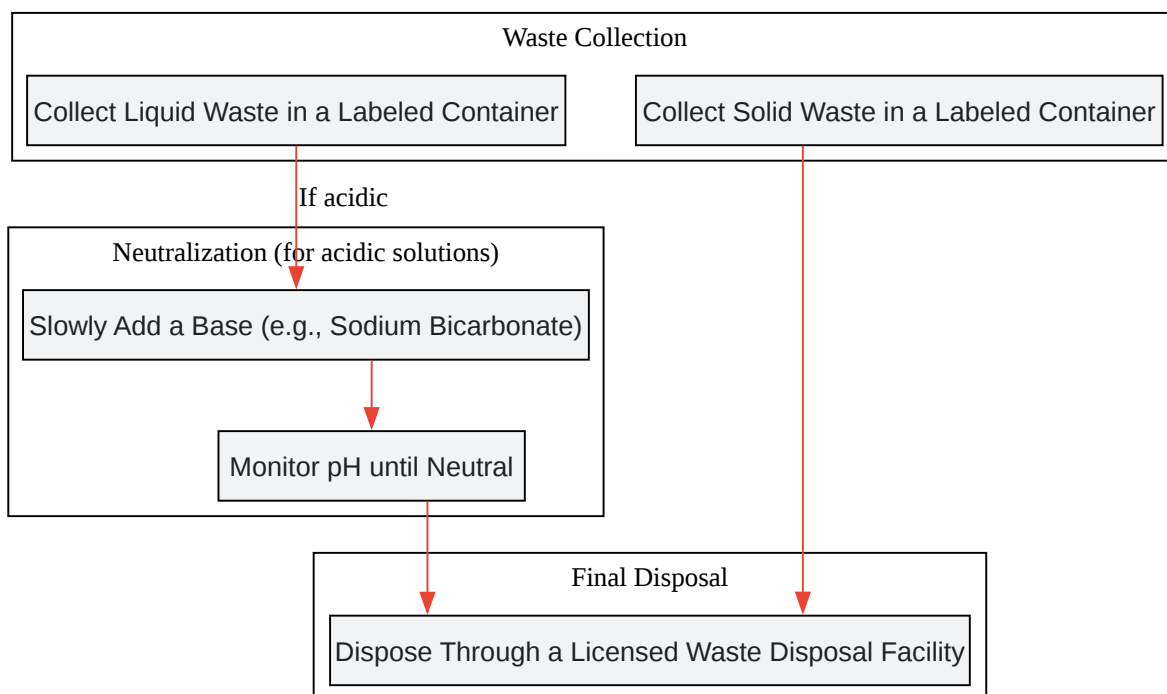 Waste Collection
Collect Liquid Waste in a Labeled Container
Collect Solid Waste in a Labeled Container
If acidic
Neutralization (for acidic solutions)
Slowly Add a Base (e.g., Sodium Bicarbonate)
Monitor pH until Neutral
Final Disposal
Dispose Through a Licensed Waste Disposal Facility